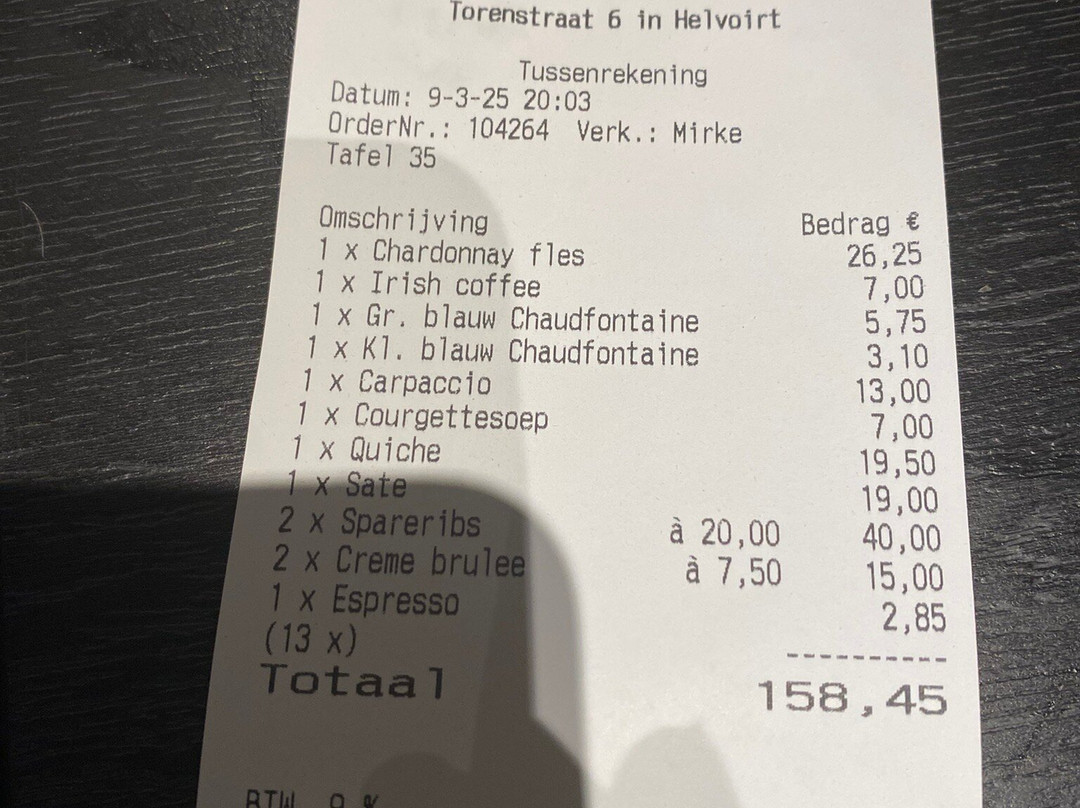 Torenstraat 6 in Helvoirt
Tussenrekening
Datum: 9-3-25 20:03
OrderNr.: 104264 Verk.: Mirke
Tafel 35
Omschrijving Bedrag €
1 x Chardonnay fles 26,25
1 x Irish coffee 7,00
1 x Gr. blauw Chaudfontaine 5,75
1 x Kl. blauw Chaudfontaine 3,10
1 x Carpaccio 13,00
1 x Courgettesoep 7,00
1 x Quiche 19,50
1 x Sate 19,00
2 x Spareribs à 20,00 40,00
2 x Creme brulee à 7,50 15,00
1 x Espresso 2,85
(13 x)
----------
Totaal 158,45
BTW